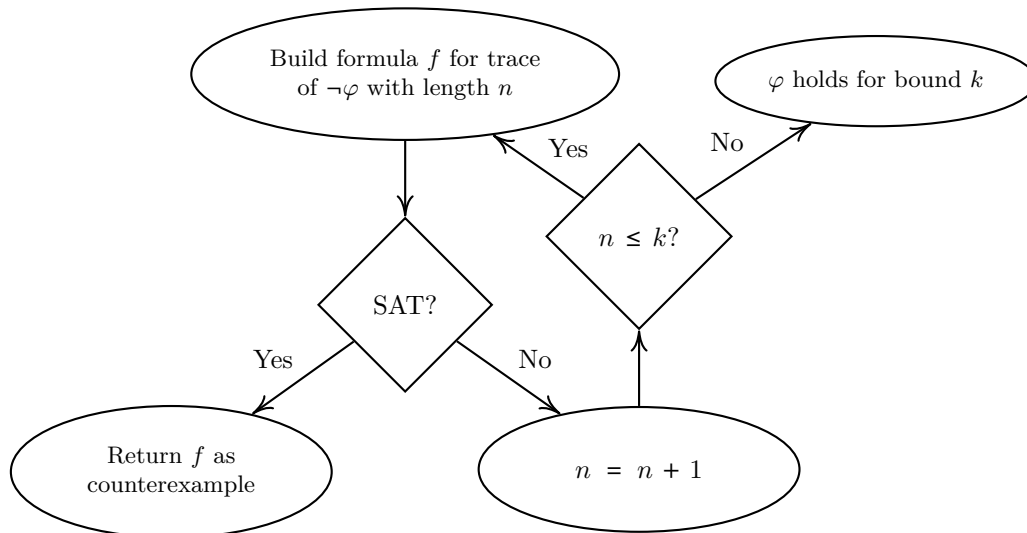 Build formula f for trace
of ¬φ with length n
φ holds for bound k
Yes
No
n ≤ k?
SAT?
Yes
No
Return f as
counterexample
n = n + 1